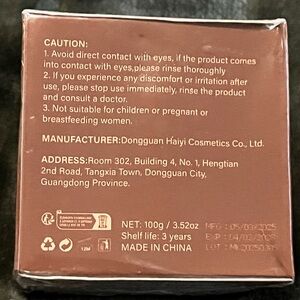 CAUTION:
1. Avoid direct contact with eyes, if the product comes
into contact with eyes,please rinse thoroughly
2. If you experience any discomfort or irritation after
use, please stop use immediately, rinse the product
and consult a doctor.
3. Not suitable for children or pregnant or
breastfeeding women.
MANUFACTURER:Dongguan Haiyi Cosmetics Co., Ltd.
ADDRESS:Room 302, Building 4, No. 1, Hengtian
2nd Road, Tangxia Town, Dongguan City,
Guangdong Province.
NET: 100g / 3.52oz
Shelf life: 3 years
MADE IN CHINA
12M
MFG
EXP
LOT